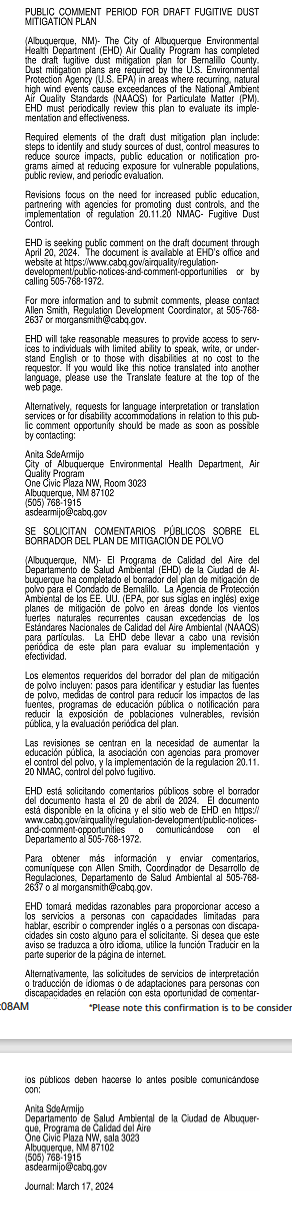 PUBLIC COMMENT PERIOD FOR DRAFT FUGITIVE DUST
MITIGATION PLAN
(Albuquerque, NM)- The City of Albuquerque Environmental
Health Department (EHD) Air Quality Program has completed
the draft fugitive dust mitigation plan for Bernalillo County.
Dust mitigation plans are required by the U.S. Environmental
Protection Agency (U.S. EPA) in areas where recurring, natural
high wind events cause exceedances of the National Ambient
Air Quality Standards (NAAQS) for Particulate Matter (PM).
EHD must periodically review this plan to evaluate its imple-
mentation and effectiveness.
Required elements of the draft dust mitigation plan include:
steps to identify and study sources of dust, control measures to
reduce source impacts, public education or notification pro-
grams aimed at reducing exposure for vulnerable populations,
public review, and periodic evaluation.
Revisions focus on the need for increased public education,
partnering with agencies for promoting dust controls, and the
implementation of regulation 20.11.20 NMAC- Fugitive Dust
Control.
EHD is seeking public comment on the draft document through
April 20, 2024. The document is available at EHD's office and
website at https://www.cabq.gov/airquality/regulation-
development/public-notices-and-comment-opportunities or by
calling 505-768-1972.
For more information and to submit comments, please contact
Allen Smith, Regulation Development Coordinator, at 505-768-
2637 or morgansmith@cabq.gov.
EHD will take reasonable measures to provide access to serv-
ices to individuals with limited ability to speak, write, or under-
stand English or to those with disabilities at no cost to the
requestor. If you would like this notice translated into another
language, please use the Translate feature at the top of the
web page.
Alternatively, requests for language interpretation or translation
services or for disability accommodations in relation to this pub-
lic comment opportunity should be made as soon as possible
by contacting:
Anita SdeArmijo
City of Albuquerque Environmental Health Department, Air
Quality Program
One Civic Plaza NW, Room 3023
Albuquerque, NM 87102
(505) 768-1915
asdearmijo@cabq.gov
SE SOLICITAN COMENTARIOS PÚBLICOS SOBRE EL
BORRADOR DEL PLAN DE MITIGACIÓN DE POLVO
(Albuquerque, NM)- El Programa de Calidad del Aire del
Departamento de Salud Ambiental (EHD) de la Ciudad de Al-
buquerque ha completado el borrador del plan de mitigación de
polvo para el Condado de Bernalillo. La Agencia de Protección
Ambiental de los EE. UU. (EPA, por sus siglas en inglés) exige
planes de mitigación de polvo en áreas donde los vientos
fuertes naturales recurrentes causan excedencias de los
Estándares Nacionales de Calidad del Aire Ambiental (NAAQS)
para partículas. La EHD debe llevar a cabo una revisión
periódica de este plan para evaluar su implementación y
efectividad.
Los elementos requeridos del borrador del plan de mitigación
de polvo incluyen: pasos para identificar y estudiar las fuentes
de polvo, medidas de control para reducir los impactos de las
fuentes, programas de educación pública o notificación para
reducir la exposición de poblaciones vulnerables, revisión
pública, y la evaluación periódica del plan.
Las revisiones se centran en la necesidad de aumentar la
educación pública, la asociación con agencias para promover
el control del polvo, y la implementación de la regulacion 20.11.
20 NMAC, control del polvo fugitivo.
EHD está solicitando comentarios públicos sobre el borrador
del documento hasta el 20 de abril de 2024. El documento
está disponible en la oficina y el sitio web de EHD en https://
www.cabq.gov/airquality/regulation-development/public-notices-
and-comment-opportunities o comunicándose con el
Departamento al 505-768-1972.
Para obtener más información y enviar comentarios,
comuníquese con Allen Smith, Coordinador de Desarrollo de
Regulaciones, Departamento de Salud Ambiental al 505-768-
2637 o al morgansmith@cabq.gov.
EHD tomará medidas razonables para proporcionar acceso a
los servicios a personas con capacidades limitadas para
hablar, escribir o comprender inglés o a personas con discapa-
cidades sin costo alguno para el solicitante. Si desea que este
aviso se traduzca a otro idioma, utilice la función Traducir en la
parte superior de la página de internet.
Alternativamente, las solicitudes de servicios de interpretación
o traducción de idiomas o de adaptaciones para personas con
discapacidades en relación con esta oportunidad de comentar-
08AM *Please note this confirmation is to be consider
ios públicos deben hacerse lo antes posible comunicándose
con:
Anita SdeArmijo
Departamento de Salud Ambiental de la Ciudad de Albuquer-
que, Programa de Calidad del Aire
One Civic Plaza NW, sala 3023
Albuquerque, NM 87102
(505) 768-1915
asdearmijo@cabq.gov
Journal: March 17, 2024